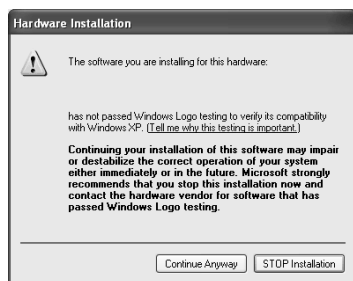 Hardware Installation
The software you are installing for this hardware:
has not passed Windows Logo testing to verify its compatibility
with Windows XP. (Tell me why this testing is important.)
Continuing your installation of this software may impair
or destabilize the correct operation of your system
either immediately or in the future. Microsoft strongly
recommends that you stop this installation now and
contact the hardware vendor for software that has
passed Windows Logo testing.
Continue Anyway
STOP Installation